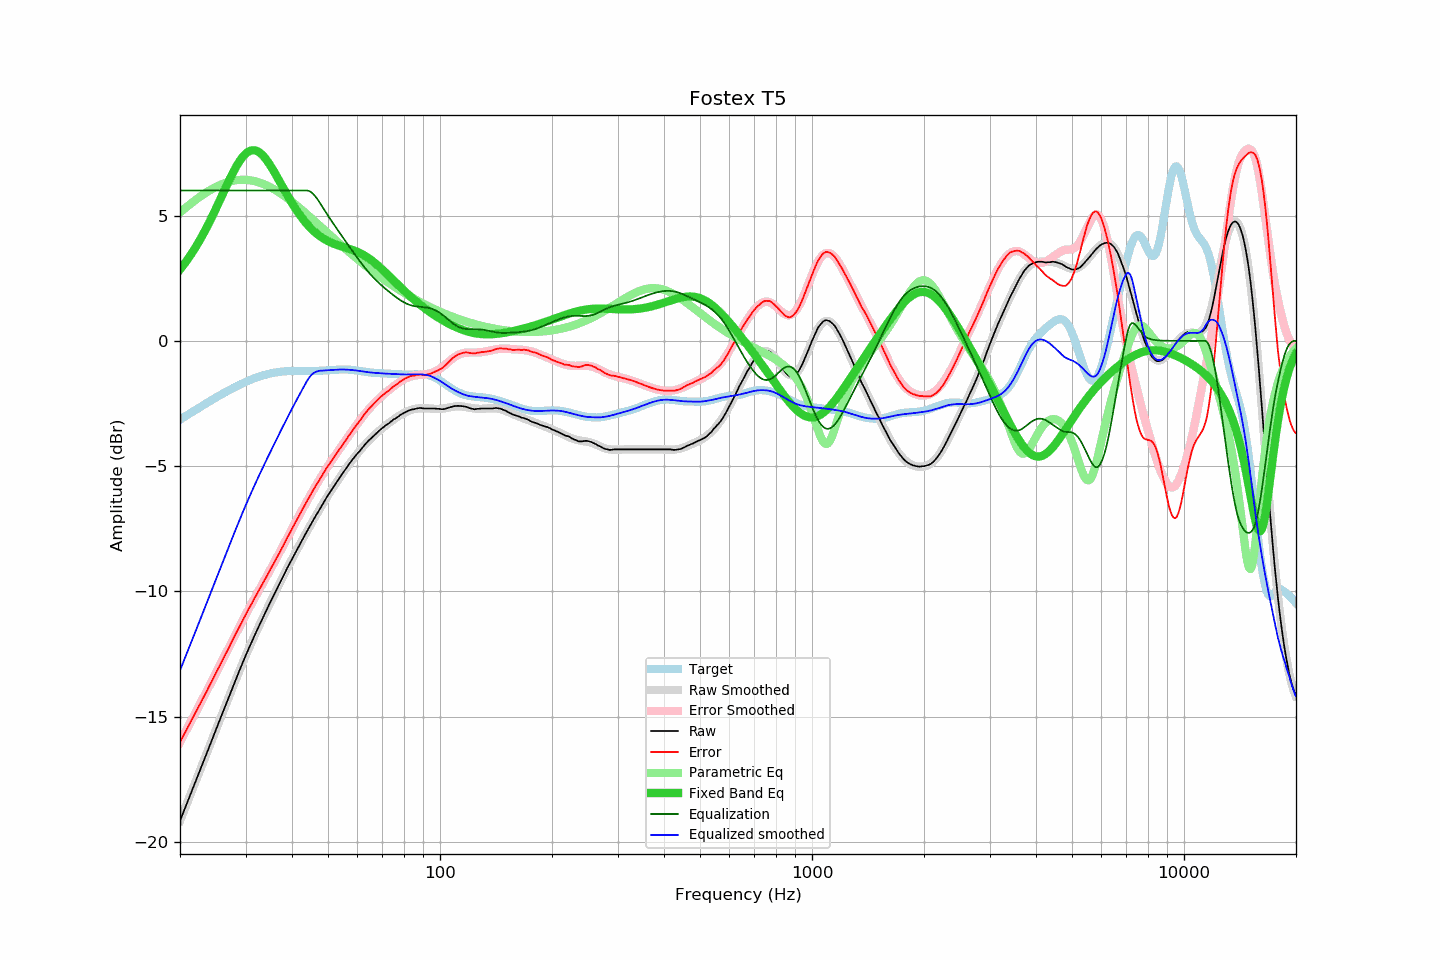 Fostex T5
Amplitude (dBr)
5
0
−5
−10
−15
−20
Target
Raw Smoothed
Error Smoothed
Raw
Error
Parametric Eq
Fixed Band Eq
Equalization
Equalized smoothed
100 1000 10000
Frequency (Hz)